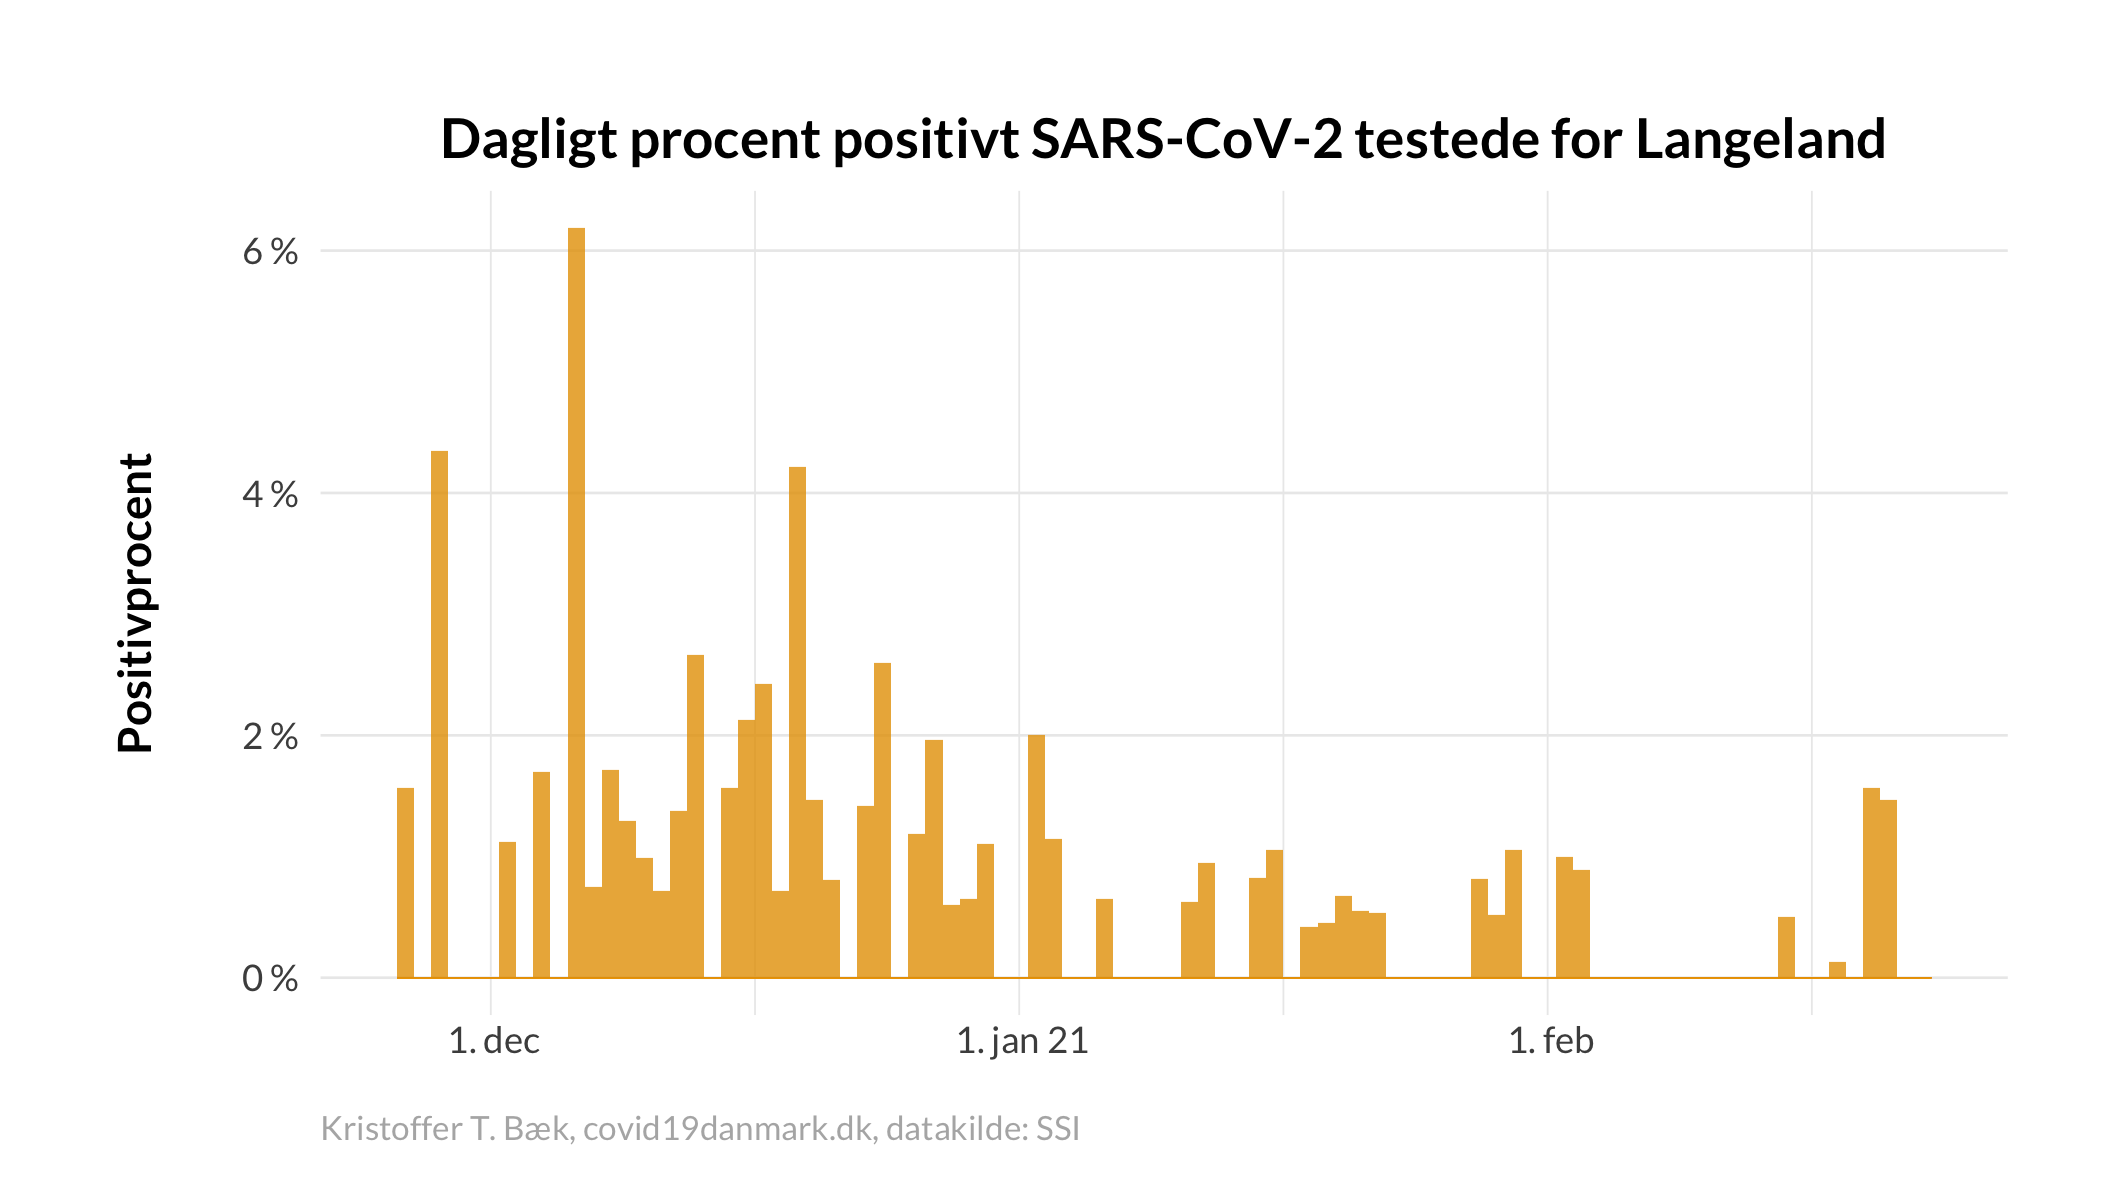 Dagligt procent positivt SARS-CoV-2 testede for Langeland
Positivprocent
6 %
4 %
2 %
0 %
1. dec
1. jan 21
1. feb
Kristoffer T. Bæk, covid19danmark.dk, datakilde: SSI